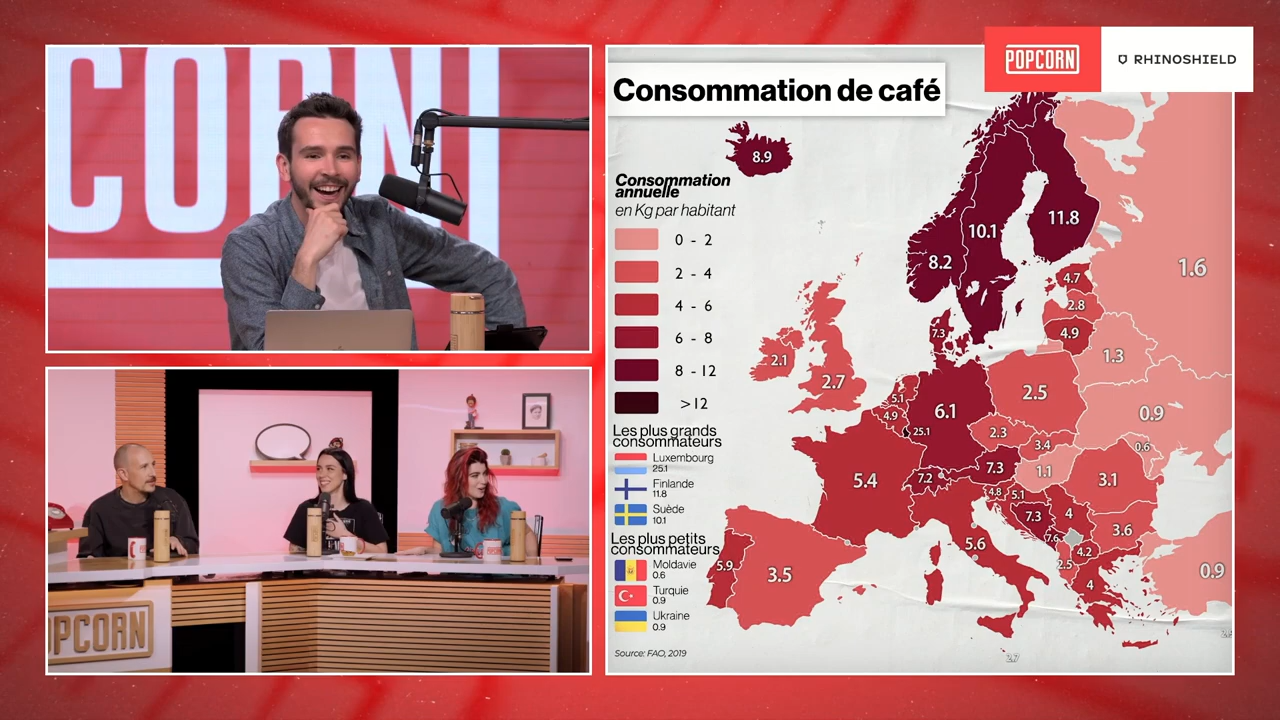 POPCORN
RHINOSHIELD
CORN
Consommation de café
Consommation
annuelle
en Kg par habitant
0 - 2
2 - 4
4 - 6
6 - 8
8 - 12
>12
Les plus grands
consommateurs
Luxembourg
25.1
Finlande
11.8
Suède
10.1
Les plus petits
consommateurs
Moldavie
0.6
Turquie
0.9
Ukraine
0.9
Source: FAO, 2019
8.9
11.8
10.1
8.2
1.6
4.7
2.8
4.9
7.3
2.1
2.7
1.3
5.1
4.9
6.1
2.5
0.9
25.1
2.3
3.4
0.6
5.4
7.2
7.3
1.1
3.1
4.8
5.1
7.3
4
3.6
5.6
7.6
4.2
2.5
5.9
3.5
4
0.9
2.7
OPCORN